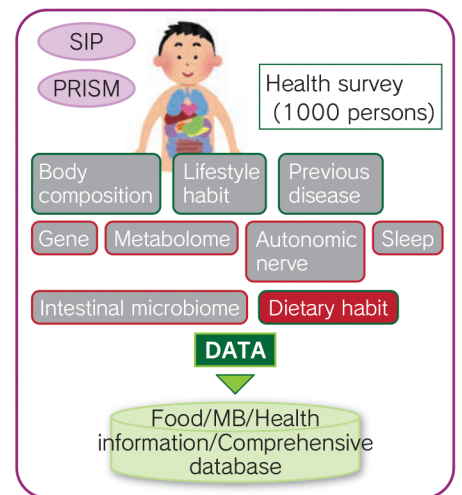 SIP
PRISM
Health survey
(1000 persons)
Body
composition
Lifestyle
habit
Previous
disease
Gene
Metabolome
Autonomic
nerve
Sleep
Intestinal microbiome
Dietary habit
DATA
Food/MB/Health
information/Comprehensive
database